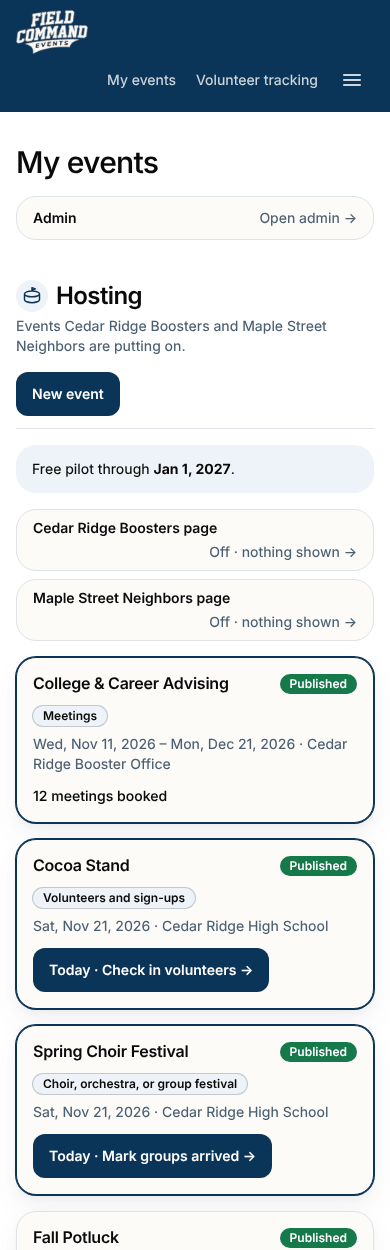 FIELD
COMMAND
EVENTS
My events
Volunteer tracking
My events
Admin
Open admin →
Hosting
Events Cedar Ridge Boosters and Maple Street
Neighbors are putting on.
New event
Free pilot through Jan 1, 2027.
Cedar Ridge Boosters page
Off · nothing shown →
Maple Street Neighbors page
Off · nothing shown →
College & Career Advising
Published
Meetings
Wed, Nov 11, 2026 – Mon, Dec 21, 2026 · Cedar
Ridge Booster Office
12 meetings booked
Cocoa Stand
Published
Volunteers and sign-ups
Sat, Nov 21, 2026 · Cedar Ridge High School
Today · Check in volunteers →
Spring Choir Festival
Published
Choir, orchestra, or group festival
Sat, Nov 21, 2026 · Cedar Ridge High School
Today · Mark groups arrived →
Fall Potluck
Published